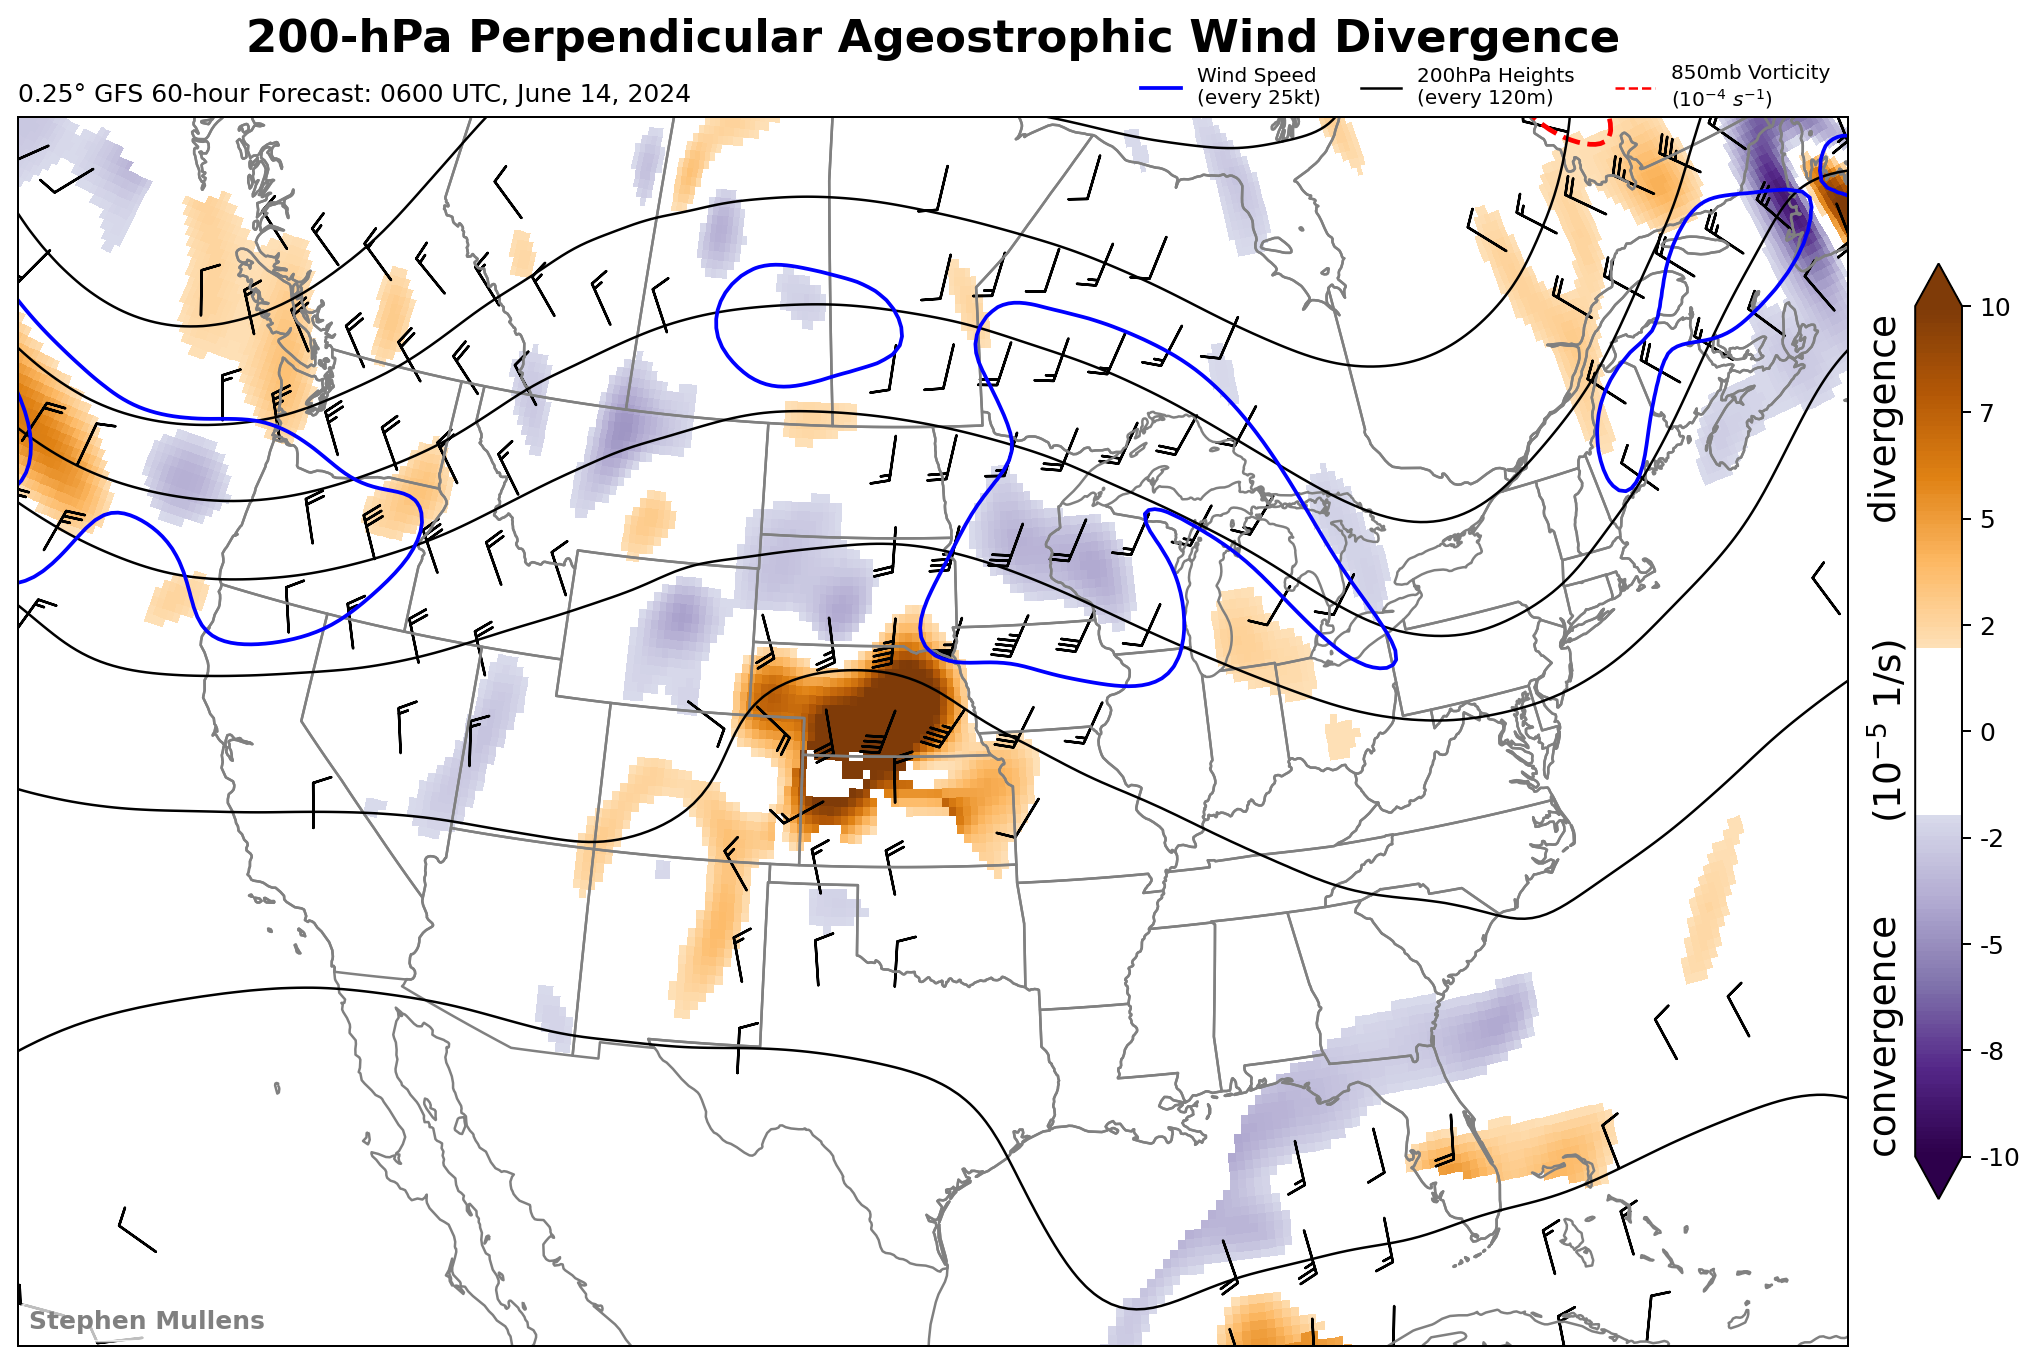 200-hPa Perpendicular Ageostrophic Wind Divergence
0.25° GFS 60-hour Forecast: 0600 UTC, June 14, 2024
Wind Speed
(every 25kt)
200hPa Heights
(every 120m)
850mb Vorticity
(10⁻⁴ s⁻¹)
10
7
5
2
0
-2
-5
-8
-10
convergence (10⁻⁵ 1/s) divergence
Stephen Mullens